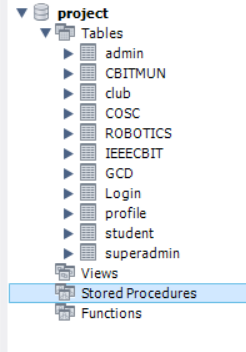 project
Tables
admin
CBITMUN
club
COSC
ROBOTICS
IEEECBIT
GCD
Login
profile
student
superadmin
Views
Stored Procedures
Functions